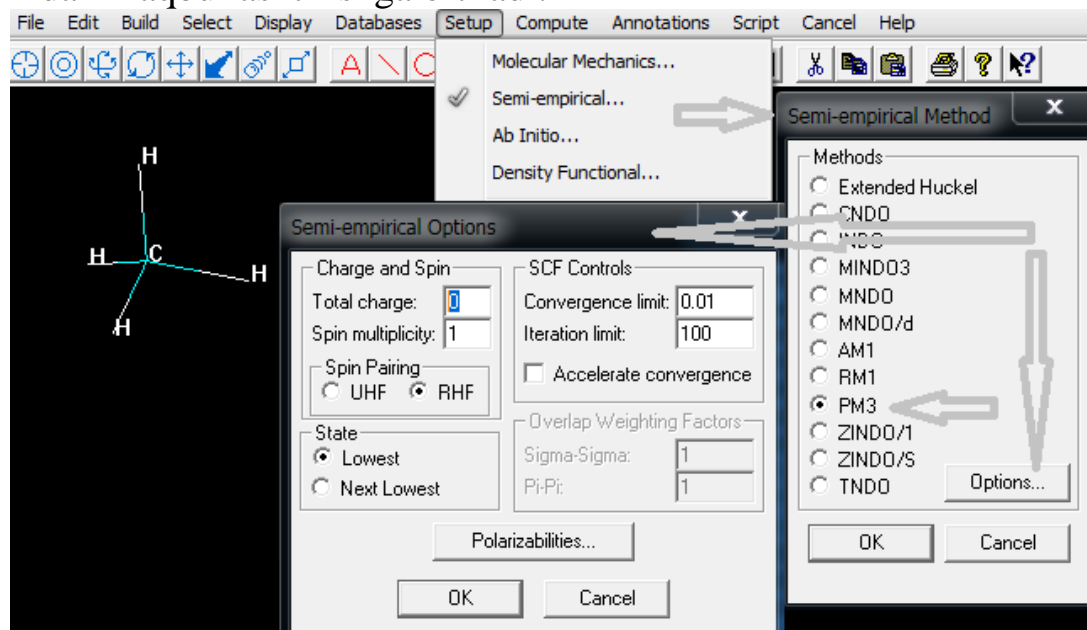 File Edit Build Select Display Databases Setup Compute Annotations Script Cancel Help
Molecular Mechanics...
Semi-empirical...
Ab Initio...
Density Functional...
H
H C H
H
Semi-empirical Options
Charge and Spin
Total charge: 0
Spin multiplicity: 1
Spin Pairing
UHF RHF
State
Lowest
Next Lowest
SCF Controls
Convergence limit: 0.01
Iteration limit: 100
Accelerate convergence
Overlap Weighting Factors
Sigma-Sigma: 1
Pi-Pi: 1
Polarizabilities...
OK Cancel
Semi-empirical Method
Methods
Extended Huckel
CNDO
INDO
MINDO3
MNDO
MNDO/d
AM1
RM1
PM3
ZINDO/1
ZINDO/S
TNDO
Options...
OK Cancel